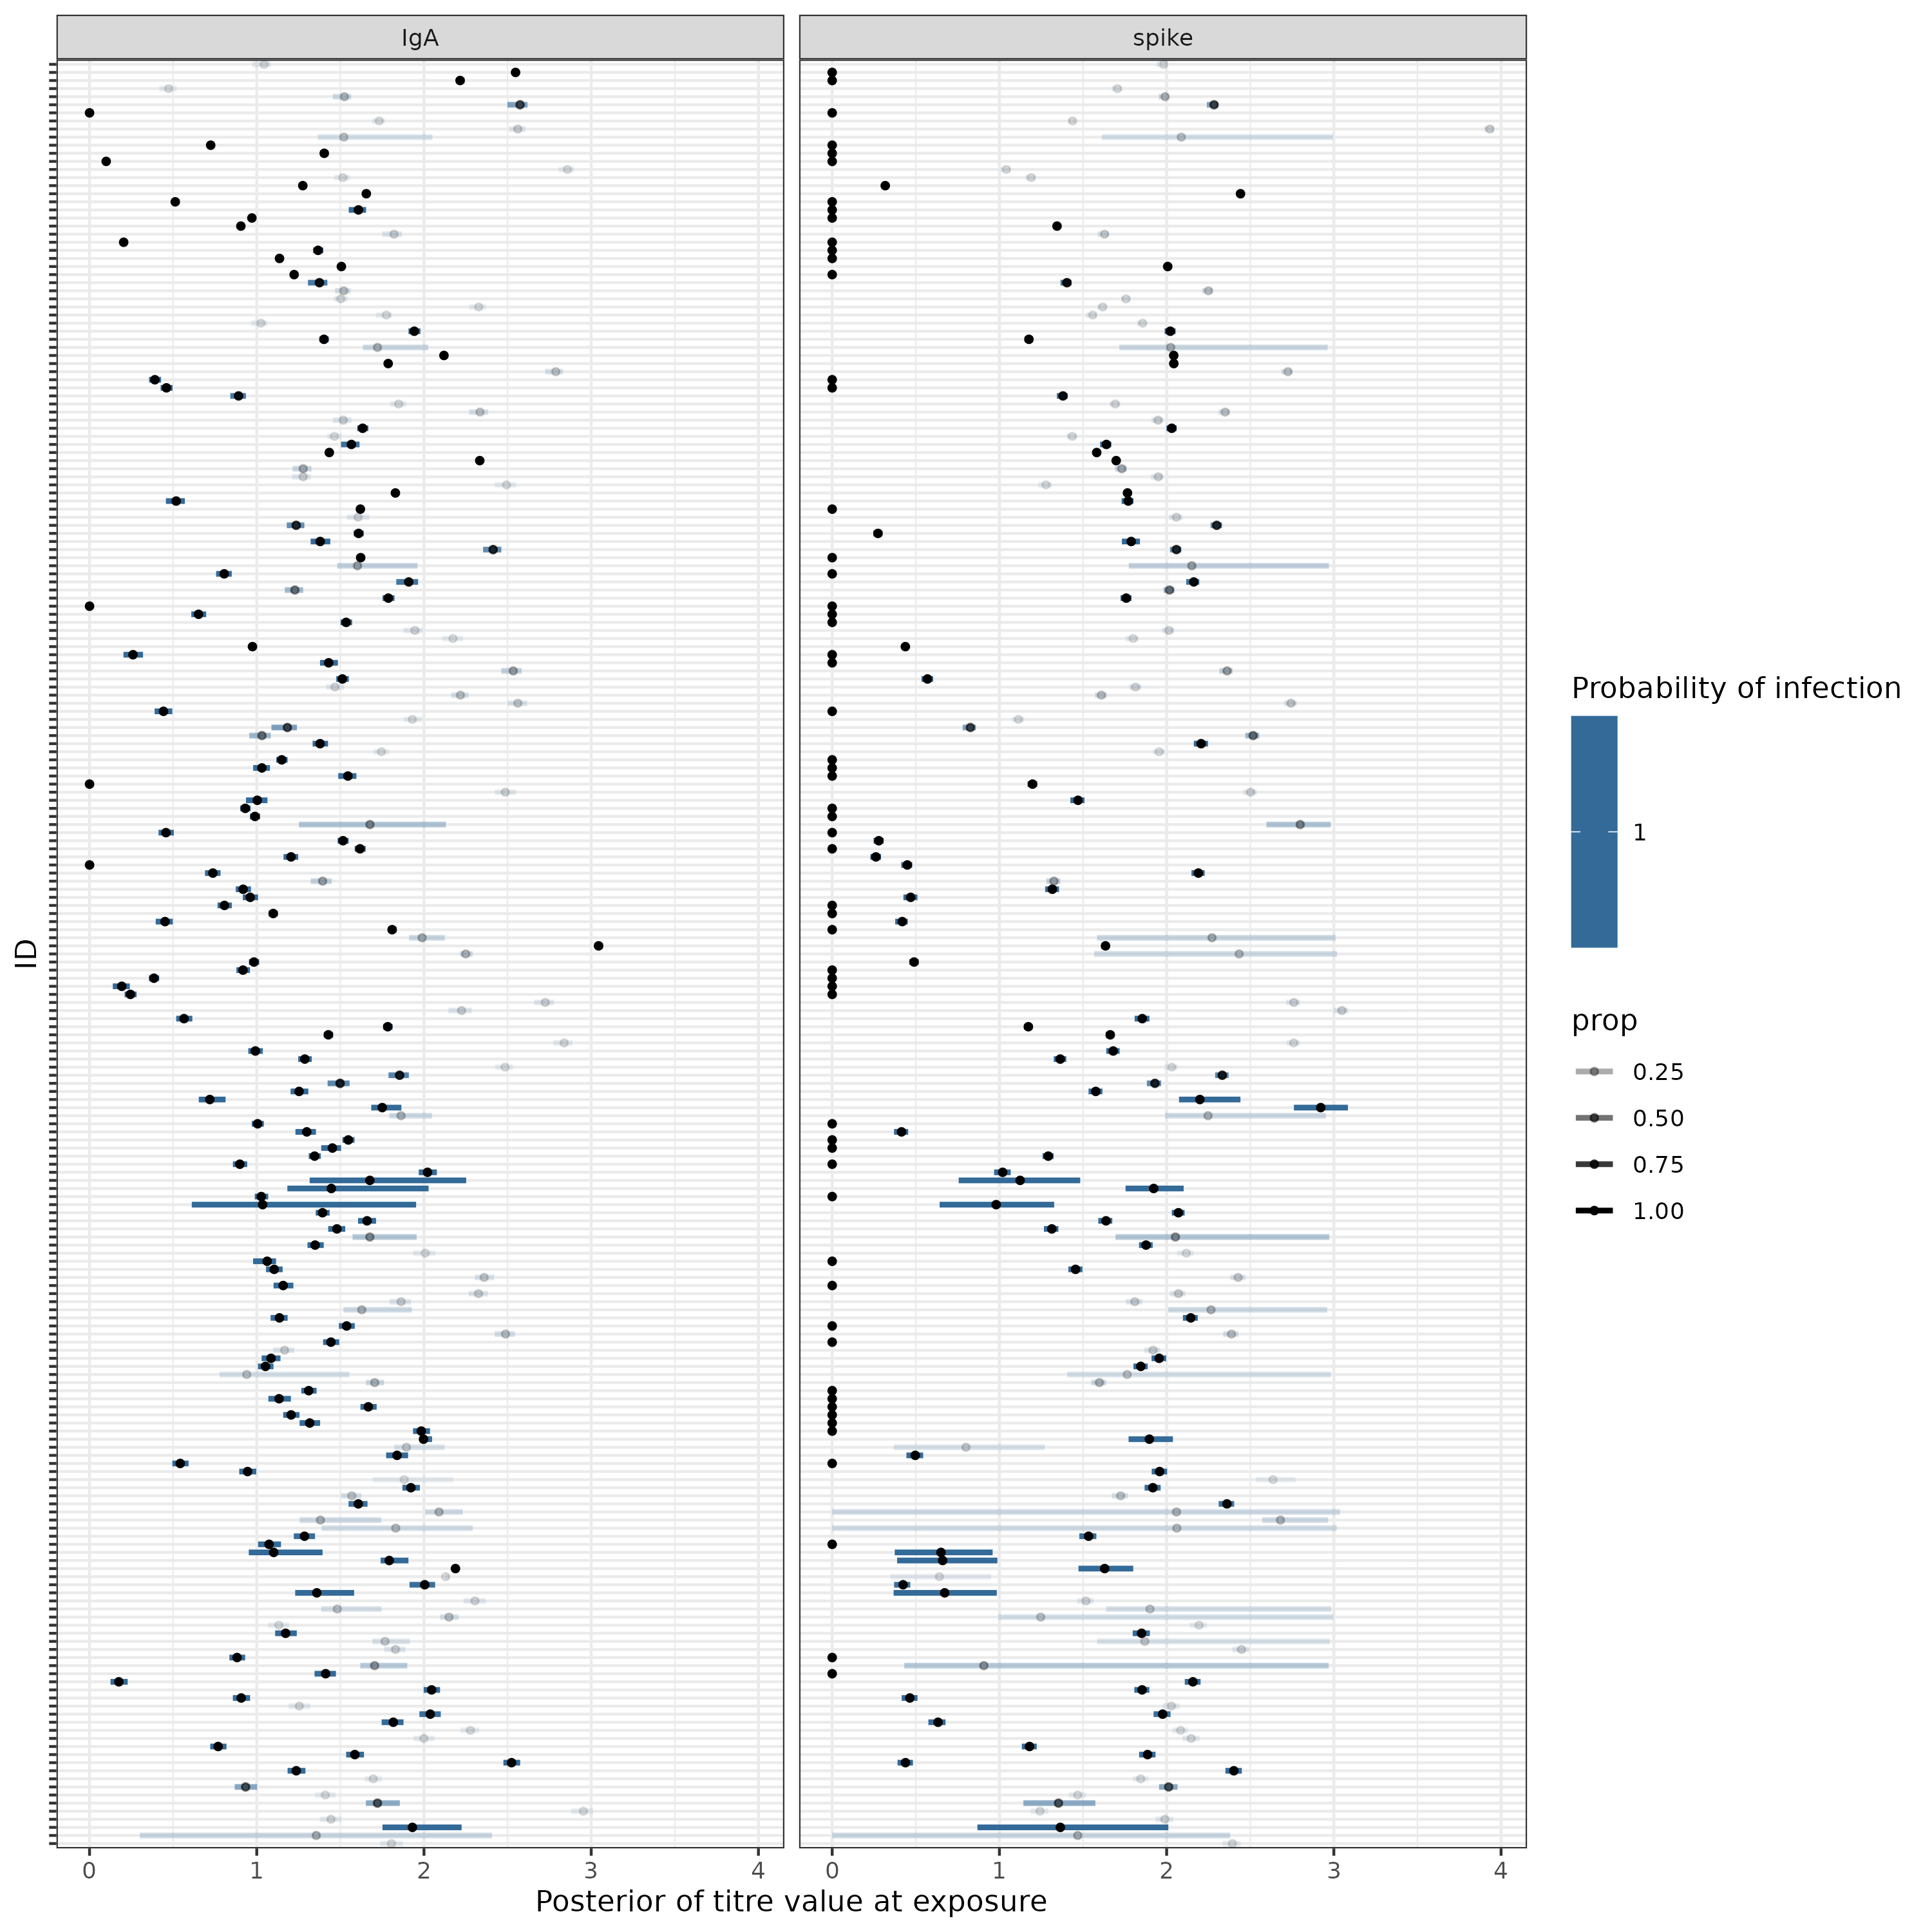 IgA
spike
ID
0 1 2 3 4
0 1 2 3 4
Posterior of titre value at exposure
Probability of infection
1
prop
0.25
0.50
0.75
1.00